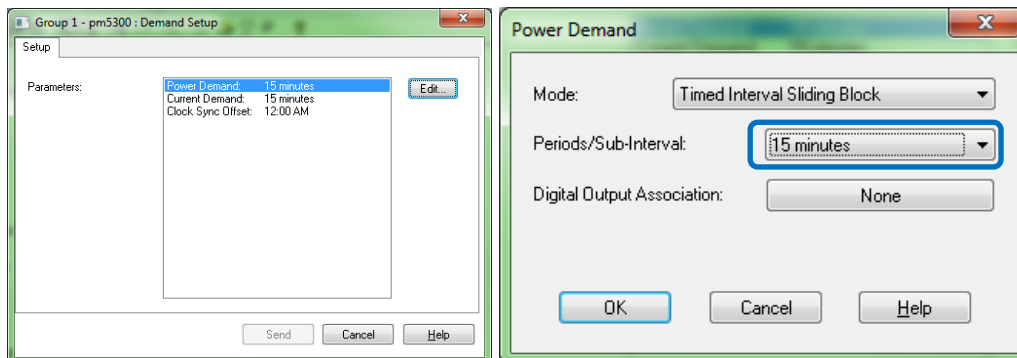 Group 1 - pm5300 : Demand Setup
Setup
Parameters:
Power Demand: 15 minutes
Current Demand: 15 minutes
Clock Sync Offset: 12:00 AM
Edit...
Send Cancel Help
Power Demand
Mode: Timed Interval Sliding Block
Periods/Sub-Interval: 15 minutes
Digital Output Association: None
OK Cancel Help